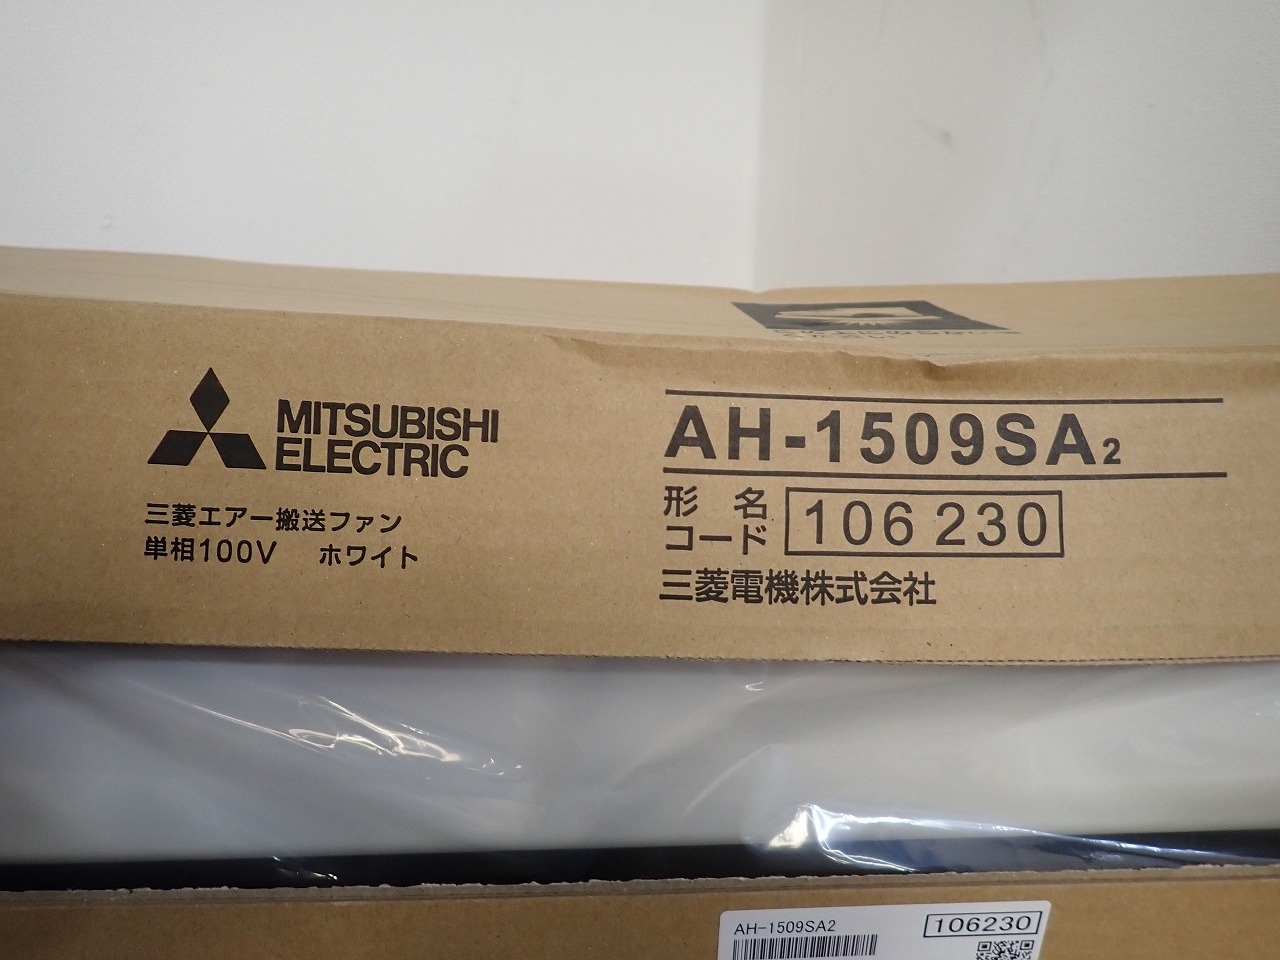 MITSUBISHI
ELECTRIC
三菱エアー搬送ファン
単相100V ホワイト
AH-1509SA2
形名
コード 106 230
三菱電機株式会社
AH-1509SA2
106230